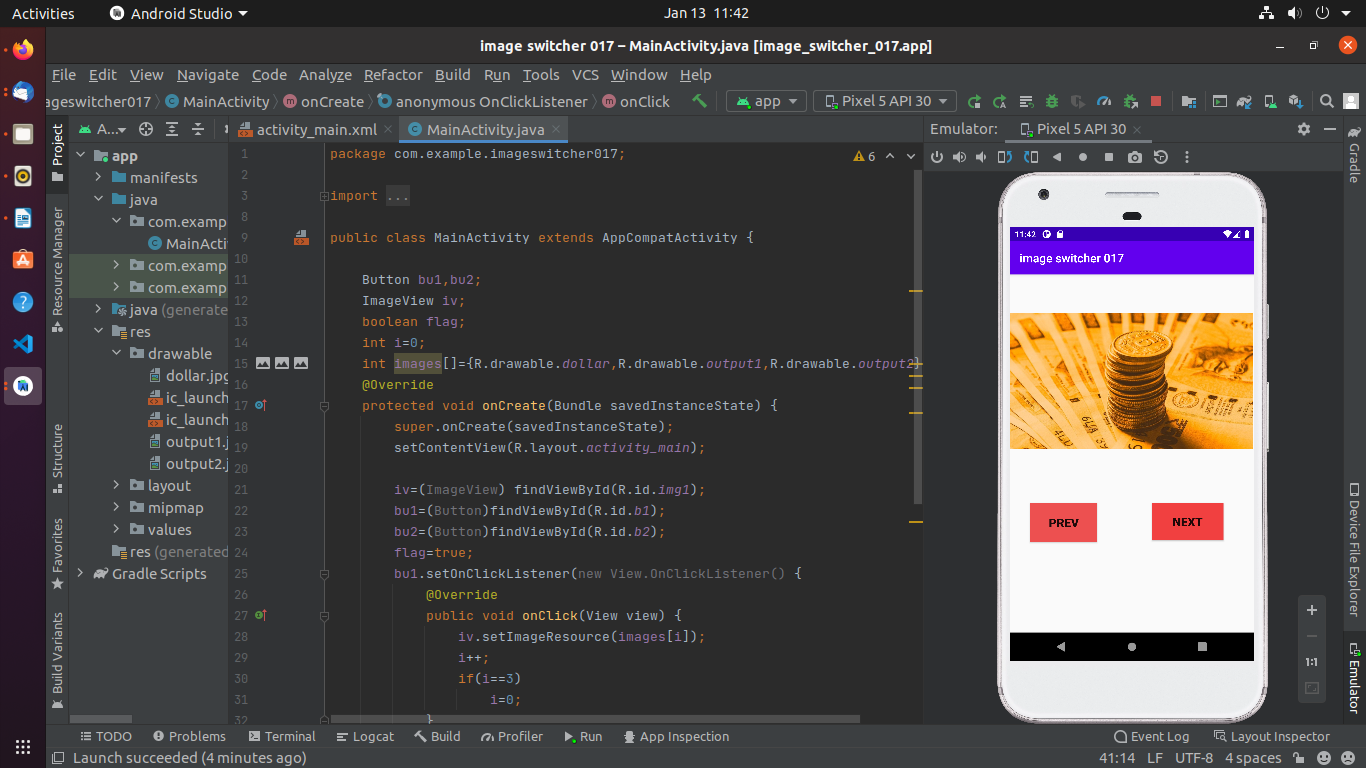 Activities Android Studio Jan 13 11:42
image switcher 017 – MainActivity.java [image_switcher_017.app]
File Edit View Navigate Code Analyze Refactor Build Run Tools VCS Window Help
ageswitcher017 MainActivity onCreate anonymous OnClickListener onClick app Pixel 5 API 30
Project
A... activity_main.xml MainActivity.java Emulator: Pixel 5 API 30
Gradle
app
manifests
java
com.examp
MainActi
com.examp
com.examp
java (generate
res
drawable
dollar.jpg
ic_launch
ic_launch
output1.j
output2.j
layout
mipmap
values
res (generated
Gradle Scripts
Resource Manager
Structure
Favorites
Build Variants
6
1 package com.example.imageswitcher017;
2
3 import ...
8
9 public class MainActivity extends AppCompatActivity {
10
11 Button bu1,bu2;
12 ImageView iv;
13 boolean flag;
14 int i=0;
15 int images[]={R.drawable.dollar,R.drawable.output1,R.drawable.output2}
16 @Override
17 protected void onCreate(Bundle savedInstanceState) {
18 super.onCreate(savedInstanceState);
19 setContentView(R.layout.activity_main);
20
21 iv=(ImageView) findViewById(R.id.img1);
22 bu1=(Button)findViewById(R.id.b1);
23 bu2=(Button)findViewById(R.id.b2);
24 flag=true;
25 bu1.setOnClickListener(new View.OnClickListener() {
26 @Override
27 public void onClick(View view) {
28 iv.setImageResource(images[i]);
29 i++;
30 if(i==3)
31 i=0;
32 }
11:42
image switcher 017
PREV NEXT
1:1
Device File Explorer
Emulator
TODO Problems Terminal Logcat Build Profiler Run App Inspection Event Log Layout Inspector
Launch succeeded (4 minutes ago) 41:14 LF UTF-8 4 spaces